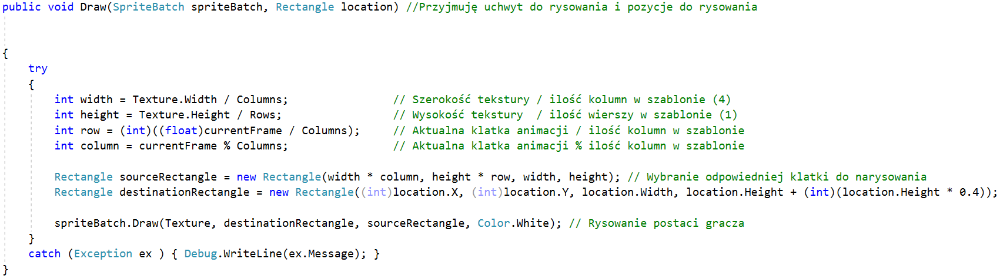 public void Draw(SpriteBatch spriteBatch, Rectangle location) //Przyjmuję uchwyt do rysowania i pozycje do rysowania
{
try
{
int width = Texture.Width / Columns; // Szerokość tekstury / ilość kolumn w szablonie (4)
int height = Texture.Height / Rows; // Wysokość tekstury / ilość wierszy w szablonie (1)
int row = (int)((float)currentFrame / Columns); // Aktualna klatka animacji / ilość kolumn w szablonie
int column = currentFrame % Columns; // Aktualna klatka animacji % ilość kolumn w szablonie
Rectangle sourceRectangle = new Rectangle(width * column, height * row, width, height); // Wybranie odpowiedniej klatki do narysowania
Rectangle destinationRectangle = new Rectangle((int)location.X, (int)location.Y, location.Width, location.Height + (int)(location.Height * 0.4));
spriteBatch.Draw(Texture, destinationRectangle, sourceRectangle, Color.White); // Rysowanie postaci gracza
}
catch (Exception ex ) { Debug.WriteLine(ex.Message); }
}